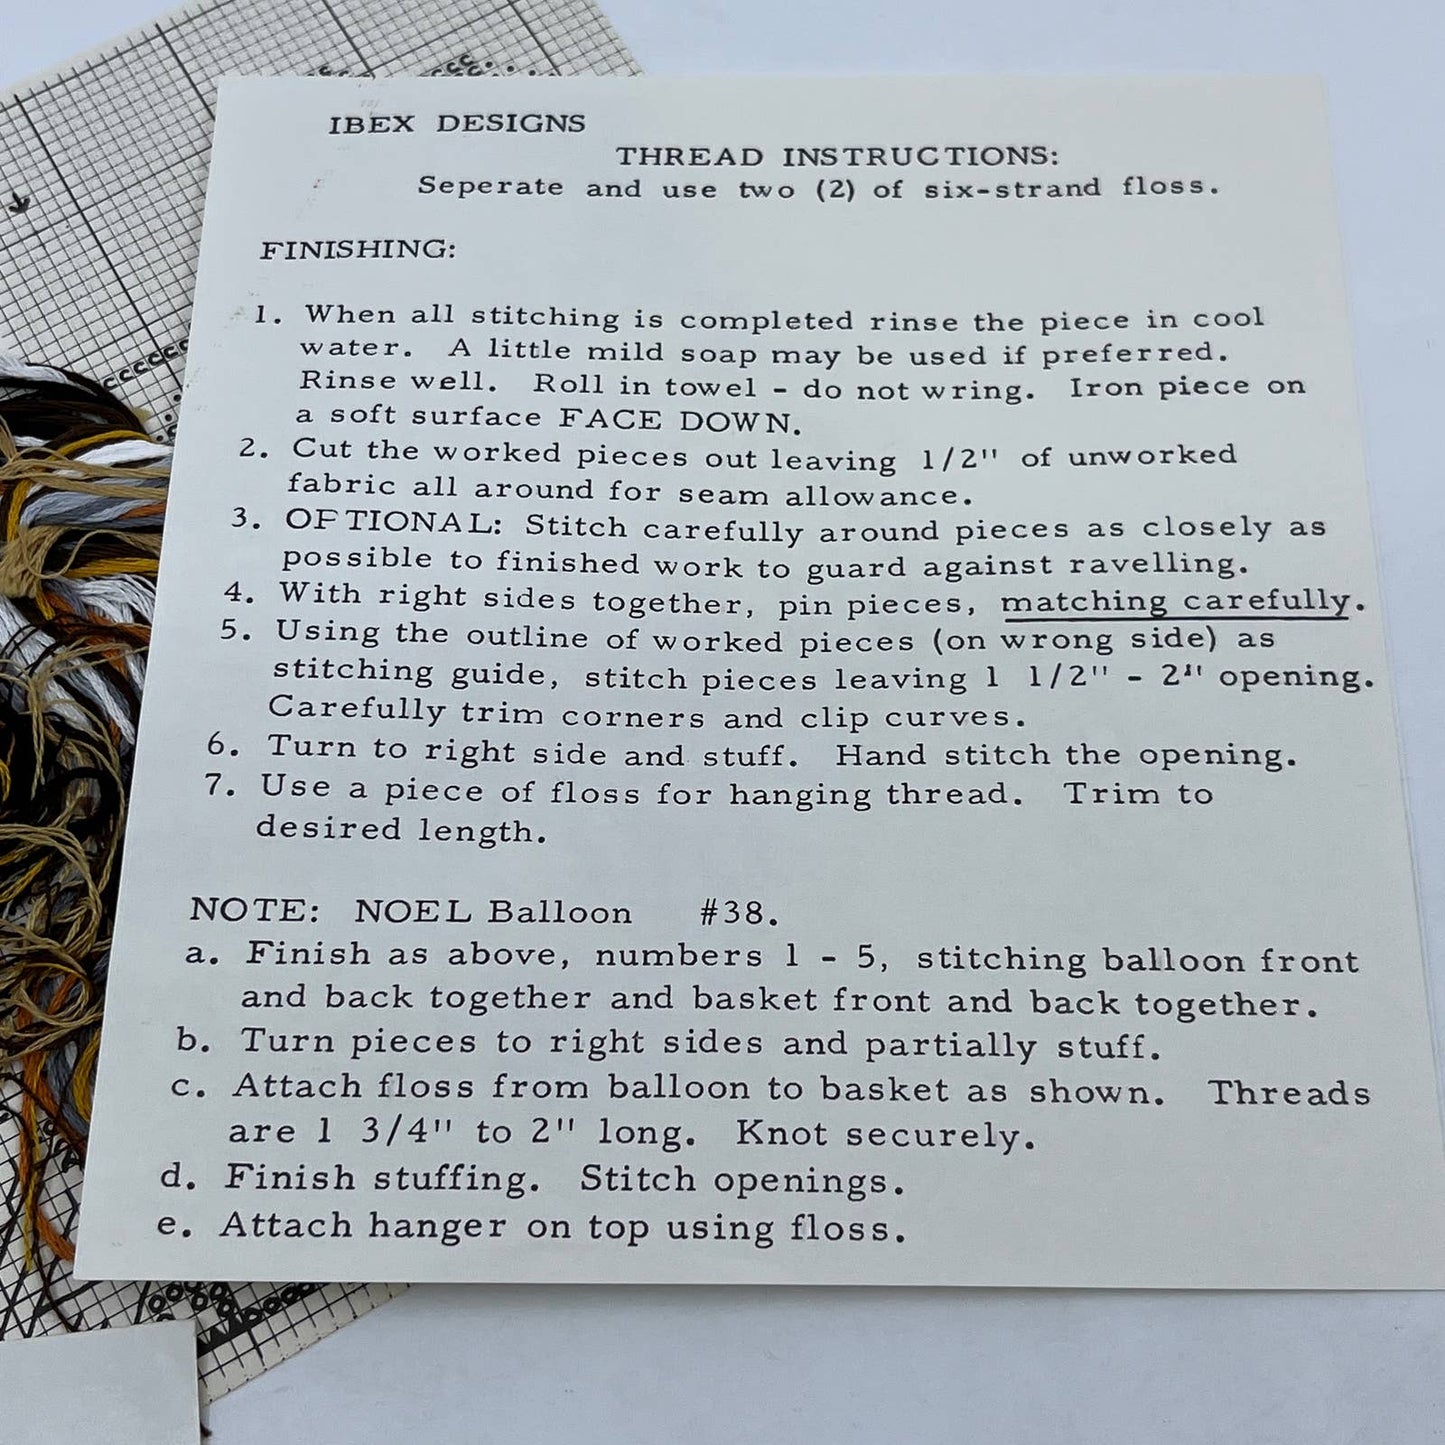 IBEX DESIGNS
THREAD INSTRUCTIONS:
Seperate and use two (2) of six-strand floss.
FINISHING:
1. When all stitching is completed rinse the piece in cool
water. A little mild soap may be used if preferred.
Rinse well. Roll in towel - do not wring. Iron piece on
a soft surface FACE DOWN.
2. Cut the worked pieces out leaving 1/2" of unworked
fabric all around for seam allowance.
3. OPTIONAL: Stitch carefully around pieces as closely as
possible to finished work to guard against ravelling.
4. With right sides together, pin pieces, matching carefully.
5. Using the outline of worked pieces (on wrong side) as
stitching guide, stitch pieces leaving 1 1/2" - 2" opening.
Carefully trim corners and clip curves.
6. Turn to right side and stuff. Hand stitch the opening.
7. Use a piece of floss for hanging thread. Trim to
desired length.
NOTE: NOEL Balloon #38.
a. Finish as above, numbers 1 - 5, stitching balloon front
and back together and basket front and back together.
b. Turn pieces to right sides and partially stuff.
c. Attach floss from balloon to basket as shown. Threads
are 1 3/4" to 2" long. Knot securely.
d. Finish stuffing. Stitch openings.
e. Attach hanger on top using floss.